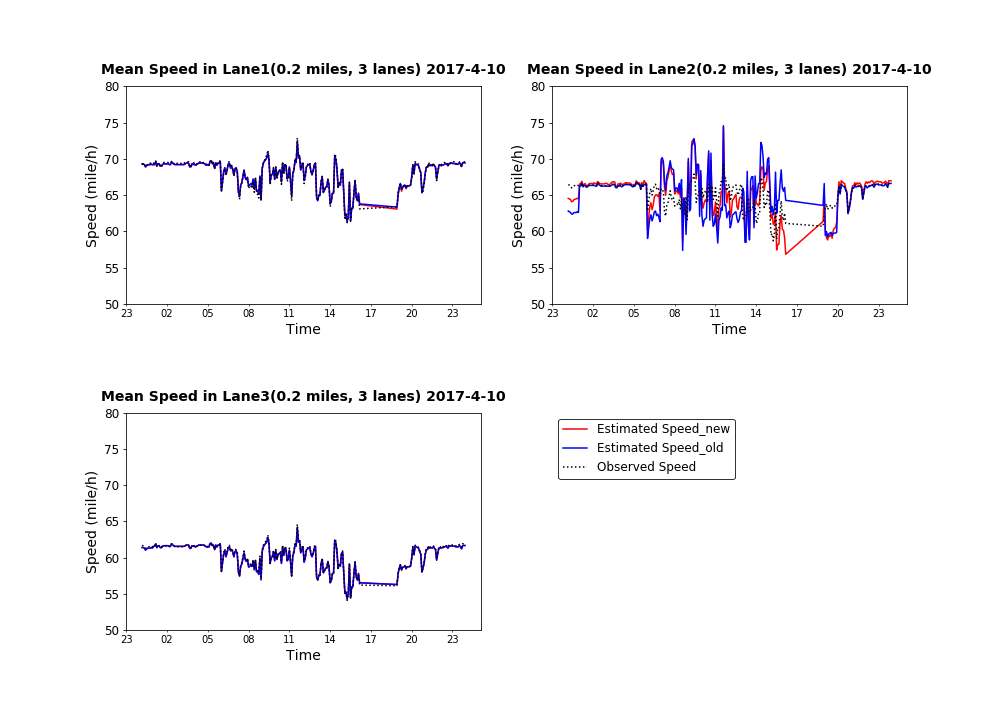 Mean Speed in Lane1(0.2 miles, 3 lanes) 2017-4-10
80
75
70
65
60
55
50
Speed (mile/h)
23 02 05 08 11 14 17 20 23
Time
Mean Speed in Lane2(0.2 miles, 3 lanes) 2017-4-10
80
75
70
65
60
55
50
Speed (mile/h)
23 02 05 08 11 14 17 20 23
Time
Mean Speed in Lane3(0.2 miles, 3 lanes) 2017-4-10
80
75
70
65
60
55
50
Speed (mile/h)
23 02 05 08 11 14 17 20 23
Time
Estimated Speed_new
Estimated Speed_old
Observed Speed